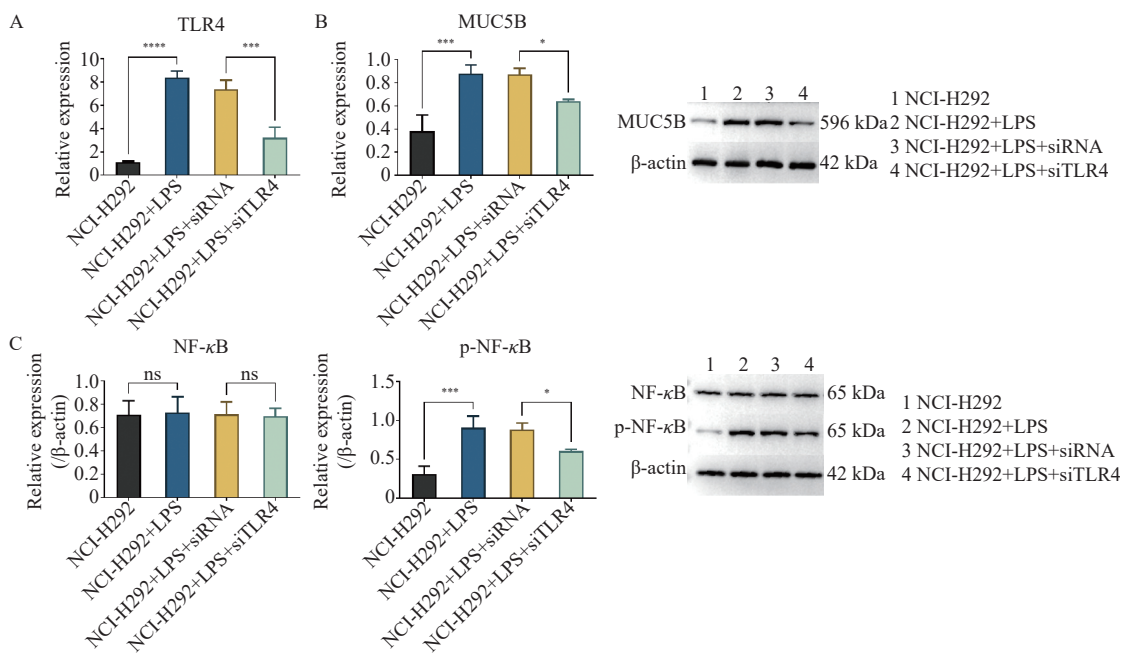 A
TLR4
****
***
Relative expression
10
8
6
4
2
0
NCI-H292
NCI-H292+LPS
NCI-H292+LPS+siRNA
NCI-H292+LPS+siTLR4
B
MUC5B
***
*
Relative expression
1.0
0.8
0.6
0.4
0.2
0
NCI-H292
NCI-H292+LPS
NCI-H292+LPS+siRNA
NCI-H292+LPS+siTLR4
1 2 3 4
MUC5B
596 kDa
β-actin
42 kDa
1 NCI-H292
2 NCI-H292+LPS
3 NCI-H292+LPS+siRNA
4 NCI-H292+LPS+siTLR4
C
NF-κB
ns
ns
Relative expression
(/β-actin)
1.0
0.8
0.6
0.4
0.2
0
NCI-H292
NCI-H292+LPS
NCI-H292+LPS+siRNA
NCI-H292+LPS+siTLR4
p-NF-κB
***
*
Relative expression
(/β-actin)
1.5
1.0
0.5
0
NCI-H292
NCI-H292+LPS
NCI-H292+LPS+siRNA
NCI-H292+LPS+siTLR4
1 2 3 4
NF-κB
65 kDa
p-NF-κB
65 kDa
β-actin
42 kDa
1 NCI-H292
2 NCI-H292+LPS
3 NCI-H292+LPS+siRNA
4 NCI-H292+LPS+siTLR4